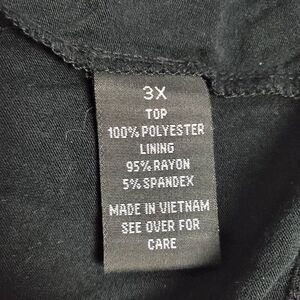 3X
TOP
100% POLYESTER
LINING
95% RAYON
5% SPANDEX
MADE IN VIETNAM
SEE OVER FOR
CARE